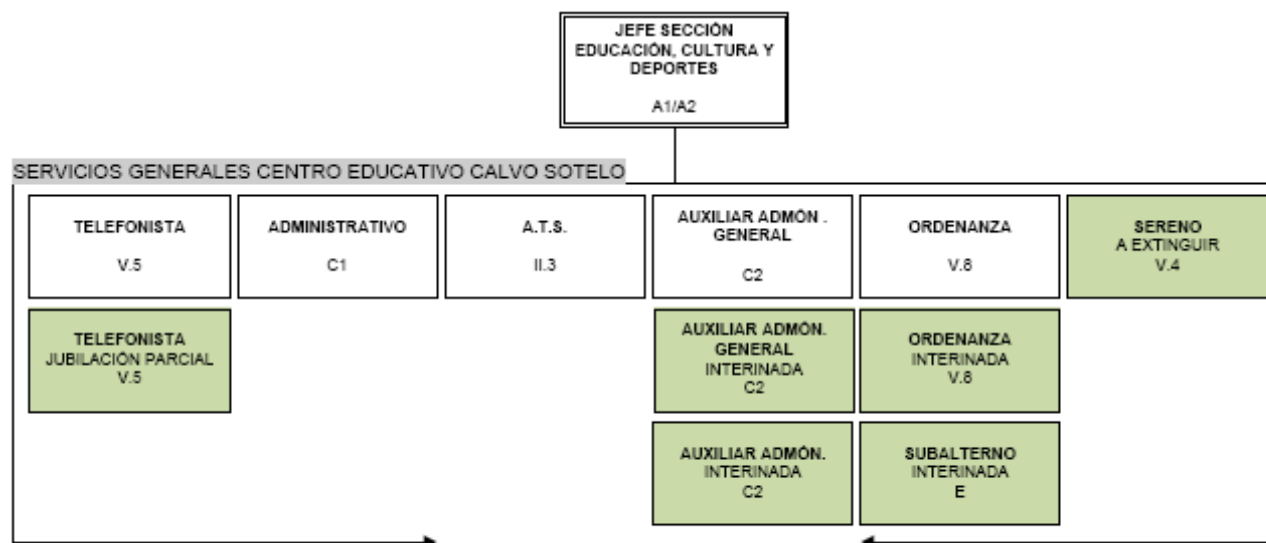 JEFE SECCIÓN
EDUCACIÓN, CULTURA Y
DEPORTES
A1/A2
SERVICIOS GENERALES CENTRO EDUCATIVO CALVO SOTELO
TELEFONISTA
V.5
ADMINISTRATIVO
C1
A.T.S.
II.3
AUXILIAR ADMÓN .
GENERAL
C2
ORDENANZA
V.8
SERENO
A EXTINGUIR
V.4
TELEFONISTA
JUBILACIÓN PARCIAL
V.5
AUXILIAR ADMÓN.
GENERAL
INTERINADA
C2
ORDENANZA
INTERINADA
V.8
AUXILIAR ADMÓN.
INTERINADA
C2
SUBALTERNO
INTERINADA
E